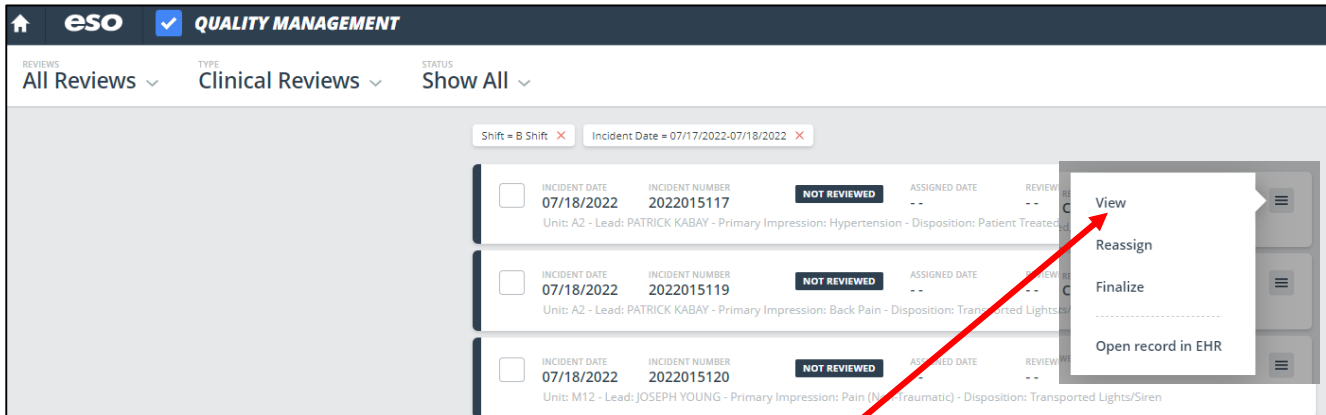 eso QUALITY MANAGEMENT
REVIEWS TYPE STATUS
All Reviews Clinical Reviews Show All
Shift = B Shift Incident Date = 07/17/2022-07/18/2022
INCIDENT DATE INCIDENT NUMBER NOT REVIEWED ASSIGNED DATE REVIEW
07/18/2022 2022015117 - - - -
Unit: A2 - Lead: PATRICK KABAY - Primary Impression: Hypertension - Disposition: Patient Treated
INCIDENT DATE INCIDENT NUMBER NOT REVIEWED ASSIGNED DATE
07/18/2022 2022015119 - - - -
Unit: A2 - Lead: PATRICK KABAY - Primary Impression: Back Pain - Disposition: Transported Lights
INCIDENT DATE INCIDENT NUMBER NOT REVIEWED ASSIGNED DATE REVIEW
07/18/2022 2022015120 - - - -
Unit: M12 - Lead: JOSEPH YOUNG - Primary Impression: Pain (Non-Traumatic) - Disposition: Transported Lights/Siren
View
Reassign
Finalize
Open record in EHR